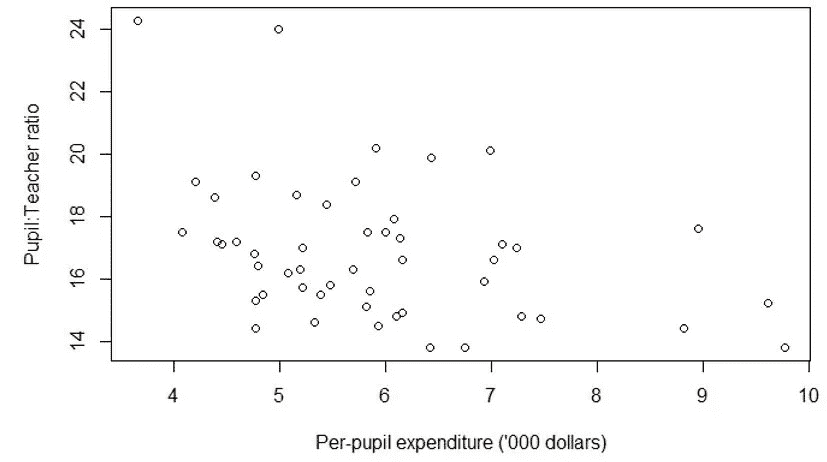 Pupil:Teacher ratio
24
22
20
18
16
14
4 5 6 7 8 9 10
Per-pupil expenditure ('000 dollars)